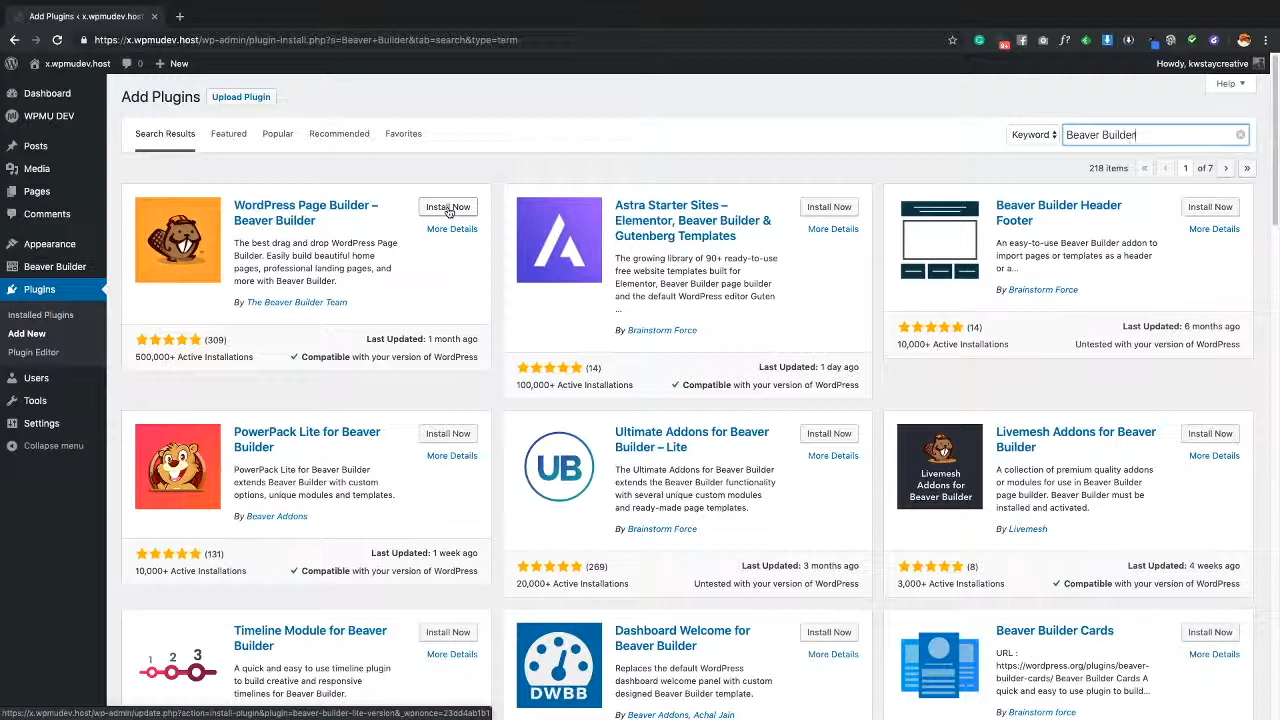 Add Plugins < x.wpmudev.host
https://x.wpmudev.host/wp-admin/plugin-install.php?s=Beaver+Builder&tab=search&type=term
x.wpmudev.host 0 New
Howdy, kwstaycreative
Dashboard
WPMU DEV
Posts
Media
Pages
Comments
Appearance
Beaver Builder
Plugins
Installed Plugins
Add New
Plugin Editor
Users
Tools
Settings
Collapse menu
Add Plugins
Upload Plugin
Help
Search Results Featured Popular Recommended Favorites
Keyword Beaver Builder
218 items « ‹ 1 of 7 › »
WordPress Page Builder –
Beaver Builder
Install Now
More Details
The best drag and drop WordPress Page
Builder. Easily build beautiful home
pages, professional landing pages, and
more with Beaver Builder.
By The Beaver Builder Team
(309)
Last Updated: 1 month ago
500,000+ Active Installations
Compatible with your version of WordPress
Astra Starter Sites –
Elementor, Beaver Builder &
Gutenberg Templates
Install Now
More Details
The growing library of 90+ ready-to-use
free website templates built for
Elementor, Beaver Builder page builder
and the default WordPress editor Guten
...
By Brainstorm Force
(14)
Last Updated: 1 day ago
100,000+ Active Installations
Compatible with your version of WordPress
Beaver Builder Header
Footer
Install Now
More Details
An easy-to-use Beaver Builder addon to
import pages or templates as a header
or a...
By Brainstorm Force
(14)
Last Updated: 6 months ago
10,000+ Active Installations
Untested with your version of WordPress
PowerPack Lite for Beaver
Builder
Install Now
More Details
PowerPack Lite for Beaver Builder
extends Beaver Builder with custom
options, unique modules and templates.
By Beaver Addons
(131)
Last Updated: 1 week ago
10,000+ Active Installations
Compatible with your version of WordPress
UB
Ultimate Addons for Beaver
Builder – Lite
Install Now
More Details
The Ultimate Addons for Beaver Builder
extends the Beaver Builder functionality
with several unique custom modules
and ready-made page templates.
By Brainstorm Force
(269)
Last Updated: 3 months ago
20,000+ Active Installations
Untested with your version of WordPress
Livemesh
Addons for
Beaver Builder
Livemesh Addons for Beaver
Builder
Install Now
More Details
A collection of premium quality addons
or modules for use in Beaver Builder
page builder. Beaver Builder must be
installed and activated.
By Livemesh
(8)
Last Updated: 4 weeks ago
3,000+ Active Installations
Compatible with your version of WordPress
1 2 3
Timeline Module for Beaver
Builder
Install Now
More Details
A quick and easy to use timeline plugin
to build creative and responsive
timeline's for Beaver Builder.
DWBB
Dashboard Welcome for
Beaver Builder
Install Now
More Details
Replaces the default WordPress
dashboard welcome panel with custom
designed Beaver Builder template.
By Beaver Addons, Achal Jain
Beaver Builder Cards
Install Now
More Details
URL :
https://wordpress.org/plugins/beaver-
builder-cards/ Beaver Builder Cards A
quick and easy to use plugin to build...
By Brainstorm force
https://x.wpmudev.host/wp-admin/update.php?action=install-plugin&plugin=beaver-builder-lite-version&_wpnonce=23dd4ab1b1